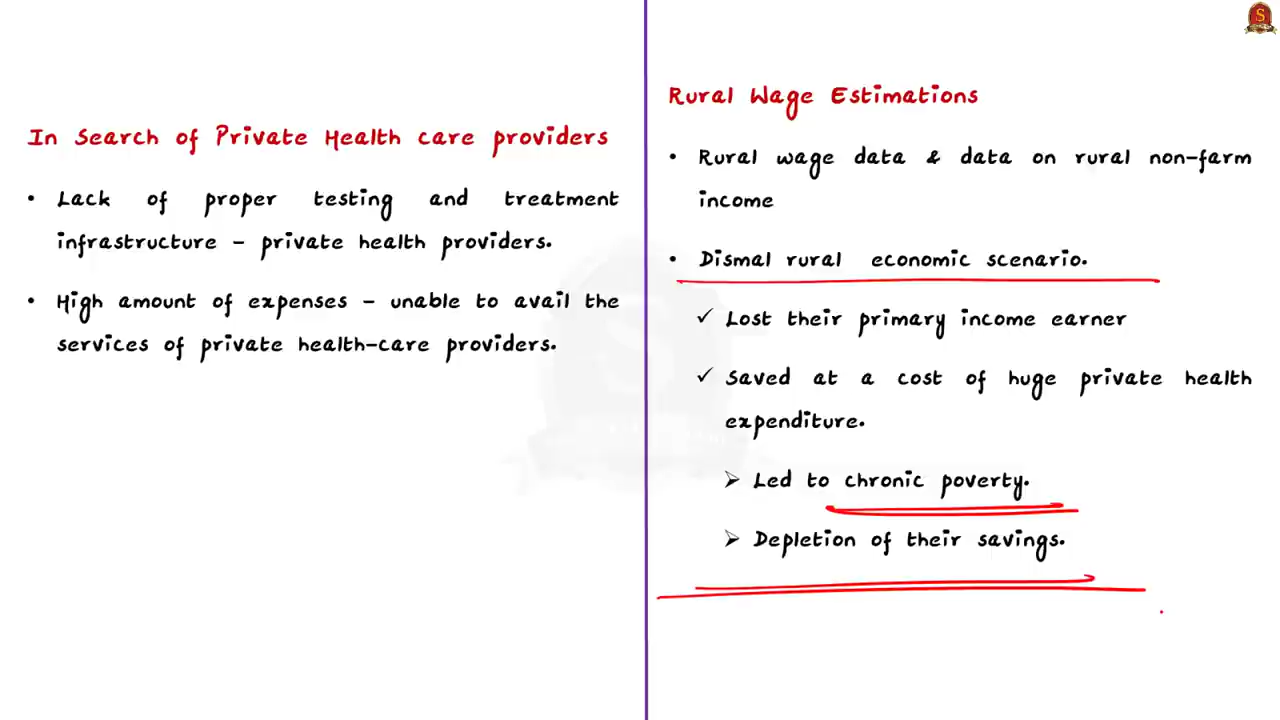 In Search of Private Health care providers
• Lack of proper testing and treatment
infrastructure – private health providers.
• High amount of expenses – unable to avail the
services of private health-care providers.
Rural Wage Estimations
• Rural wage data & data on rural non-farm
income
• Dismal rural economic scenario.
✓ Lost their primary income earner
✓ Saved at a cost of huge private health
expenditure.
➢ Led to chronic poverty.
➢ Depletion of their savings.